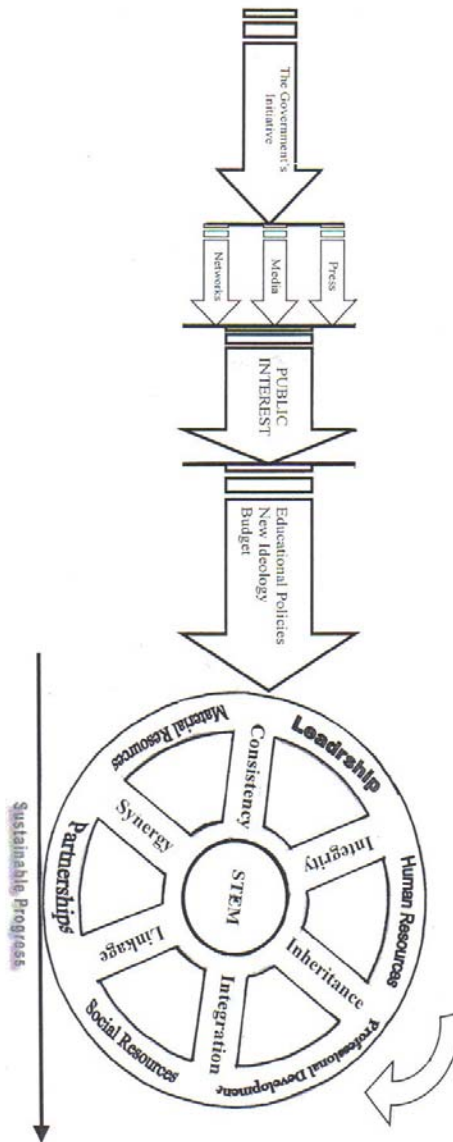 The Government's
Initiative
Press
Media
Networks
PUBLIC
INTEREST
Educational Policies
New Ideology
Budget
Leadrship
Human Resources
Professional Development
Social Resources
Partnerships
Material Resources
Consistency
Integrity
Inheritance
Integration
Linkage
Synergy
STEM
Sustainable Progress